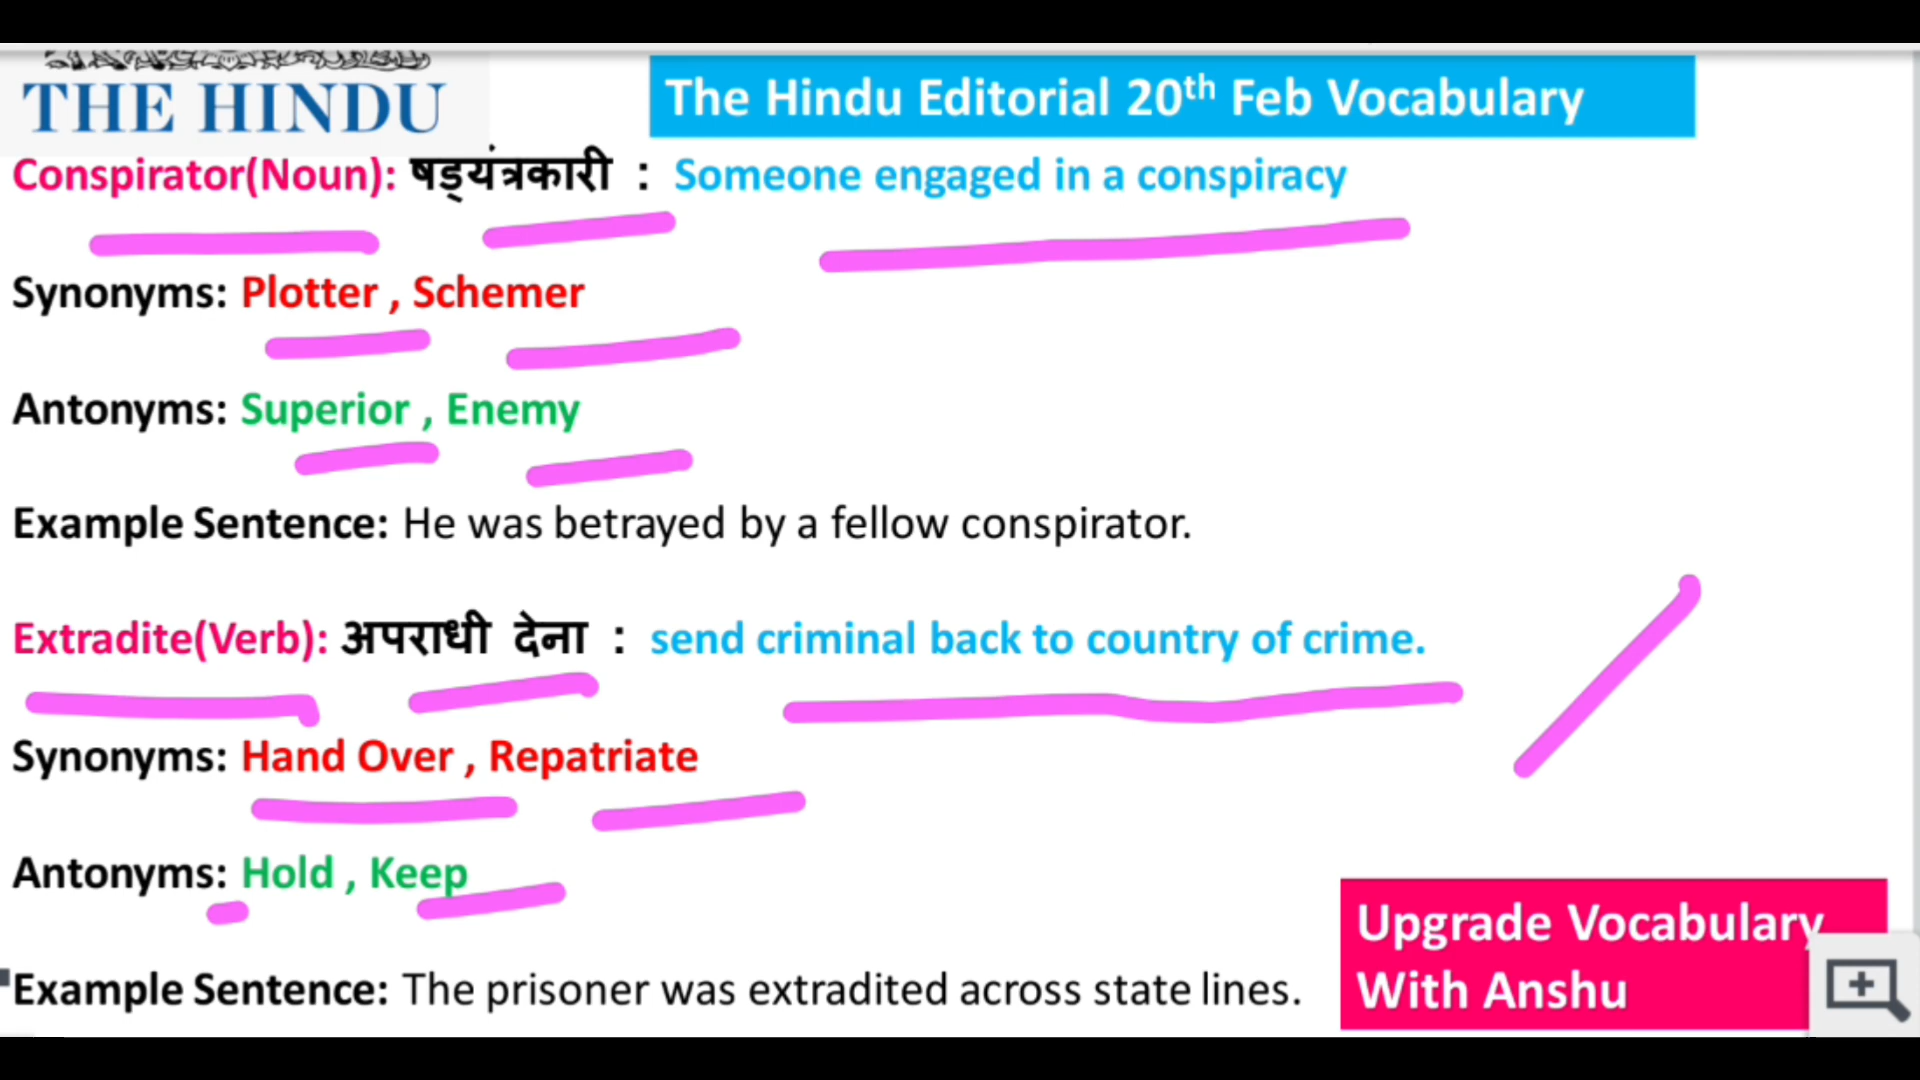 THE HINDU
The Hindu Editorial 20th Feb Vocabulary
Conspirator(Noun): षड्यंत्रकारी : Someone engaged in a conspiracy
Synonyms: Plotter , Schemer
Antonyms: Superior , Enemy
Example Sentence: He was betrayed by a fellow conspirator.
Extradite(Verb): अपराधी देना : send criminal back to country of crime.
Synonyms: Hand Over , Repatriate
Antonyms: Hold , Keep
Example Sentence: The prisoner was extradited across state lines.
Upgrade Vocabulary
With Anshu